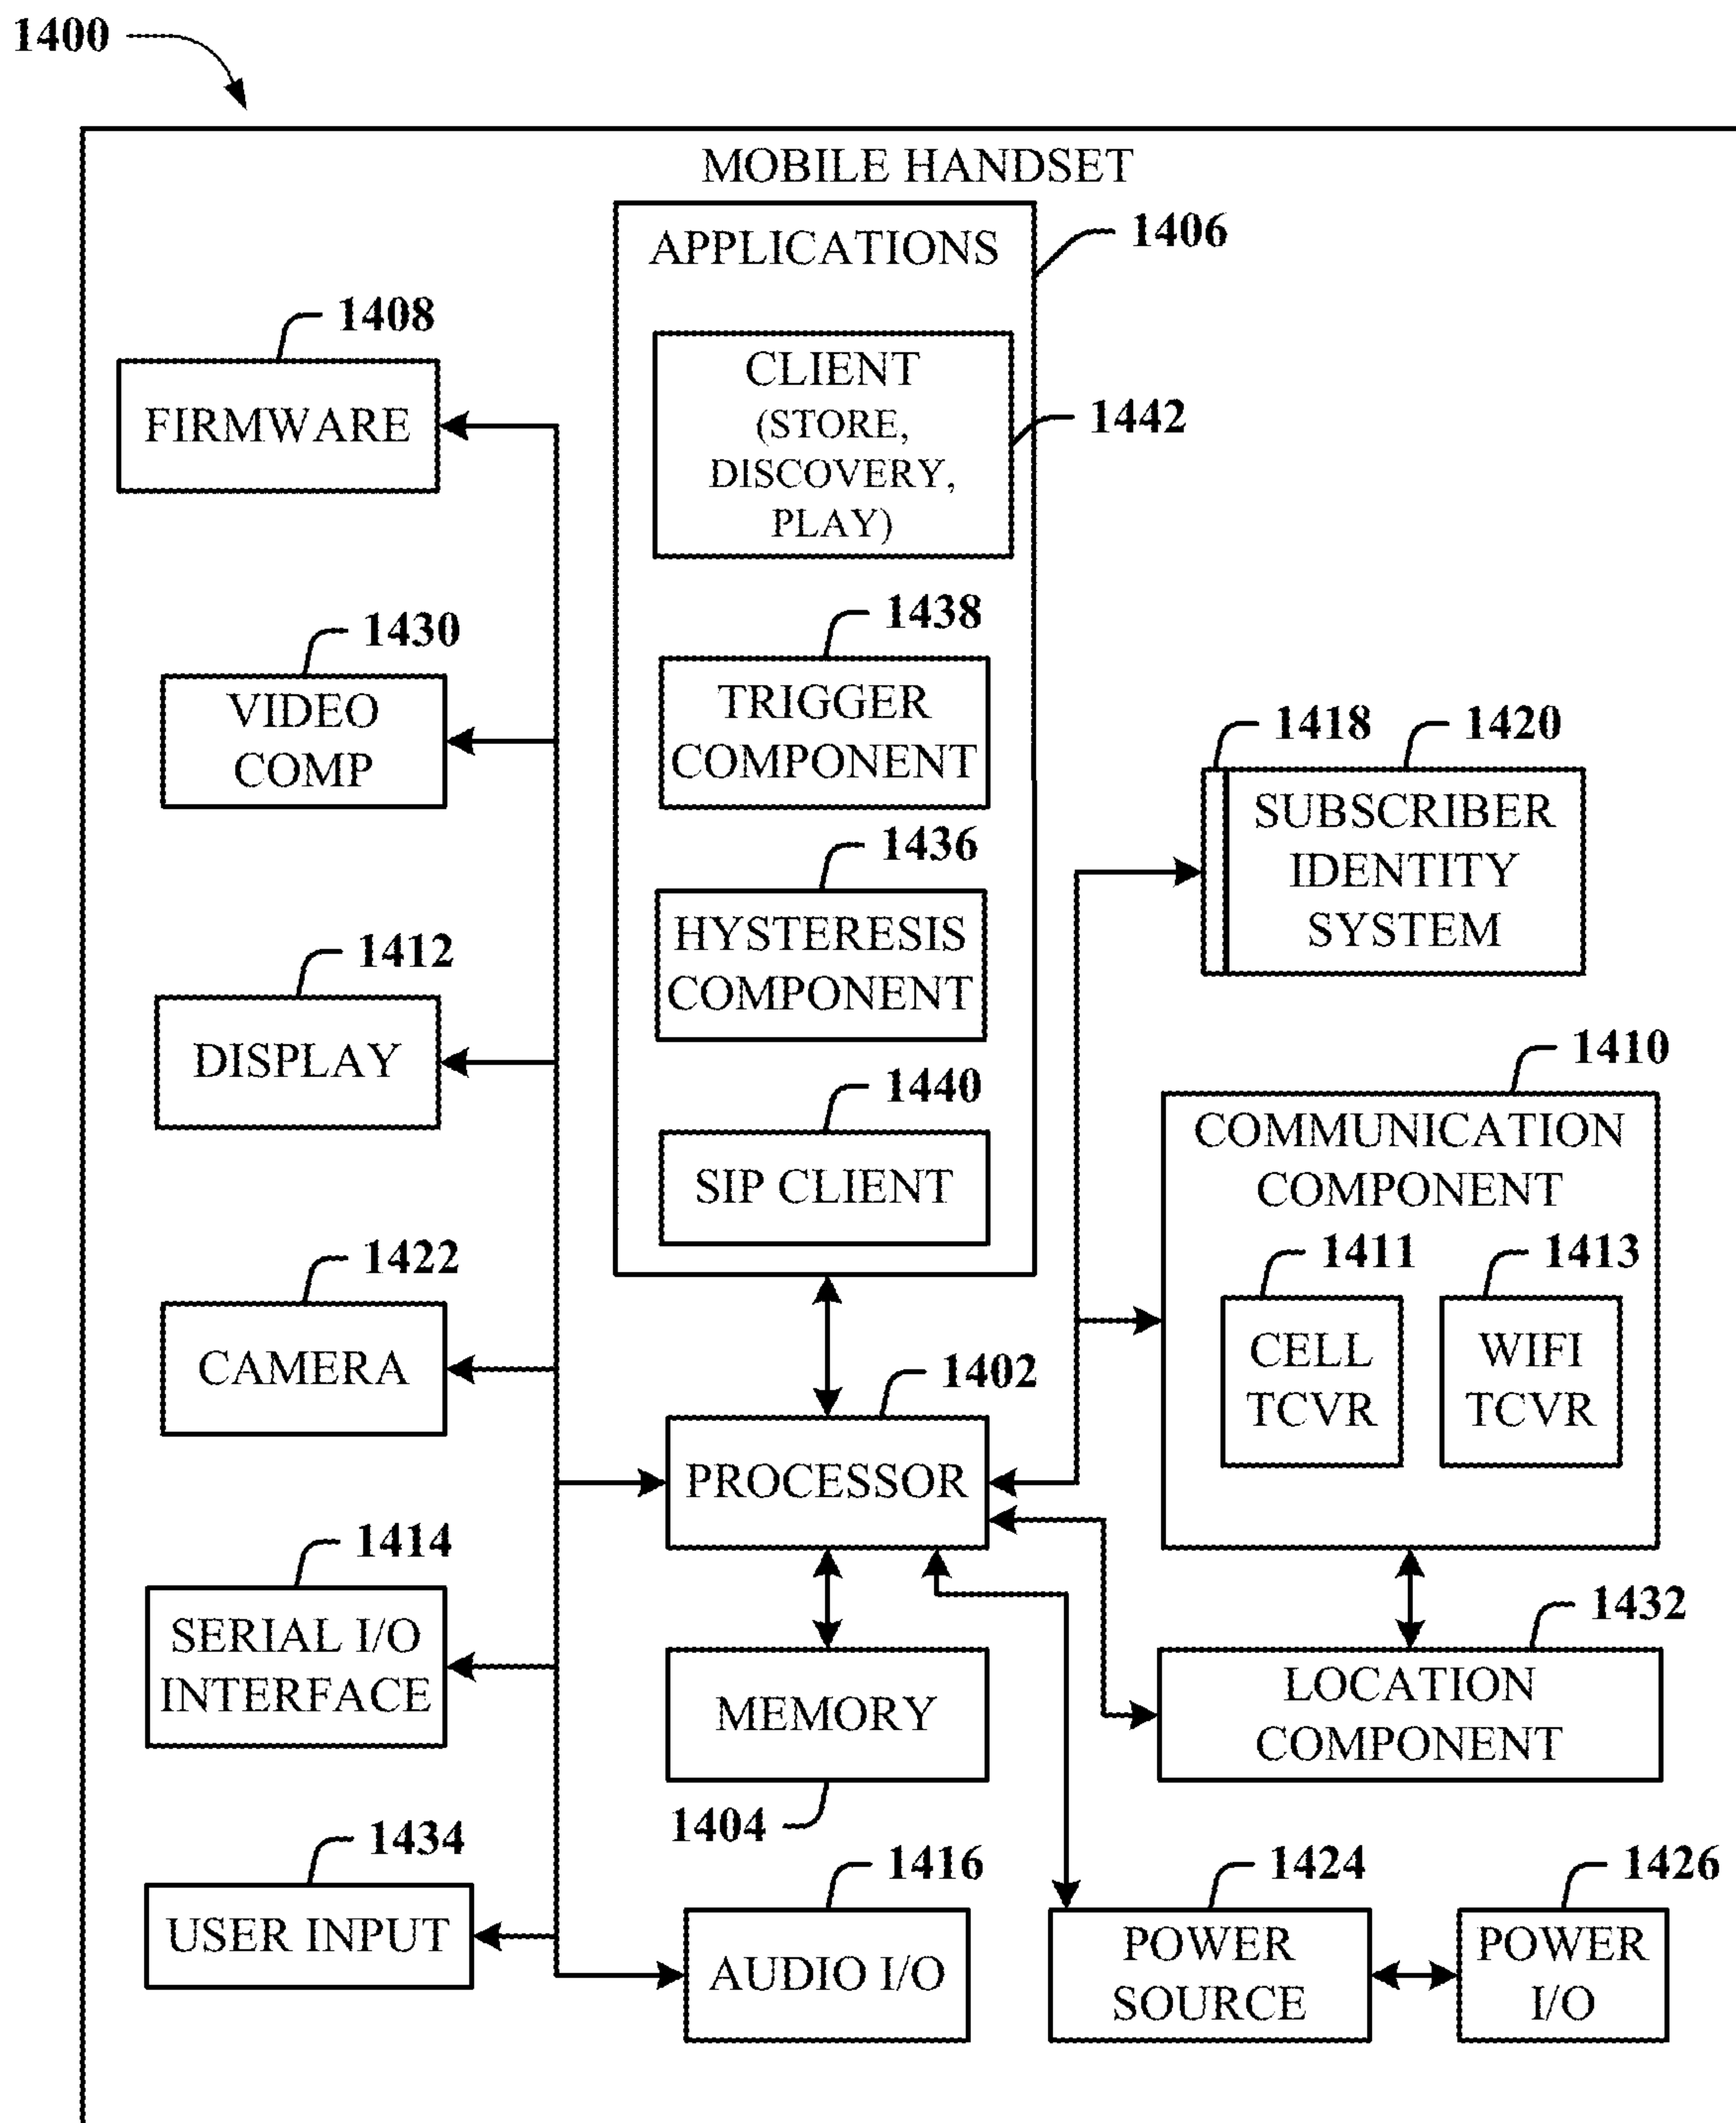 1400
MOBILE HANDSET
APPLICATIONS
1406
CLIENT
(STORE,
DISCOVERY,
PLAY)
1442
1438
TRIGGER
COMPONENT
1436
HYSTERESIS
COMPONENT
1440
SIP CLIENT
1408
FIRMWARE
1430
VIDEO
COMP
1412
DISPLAY
1422
CAMERA
1414
SERIAL I/O
INTERFACE
1434
USER INPUT
1402
PROCESSOR
MEMORY
1404
1416
AUDIO I/O
1418
1420
SUBSCRIBER
IDENTITY
SYSTEM
1410
COMMUNICATION
COMPONENT
1411
CELL
TCVR
1413
WIFI
TCVR
1432
LOCATION
COMPONENT
1424
POWER
SOURCE
1426
POWER
I/O